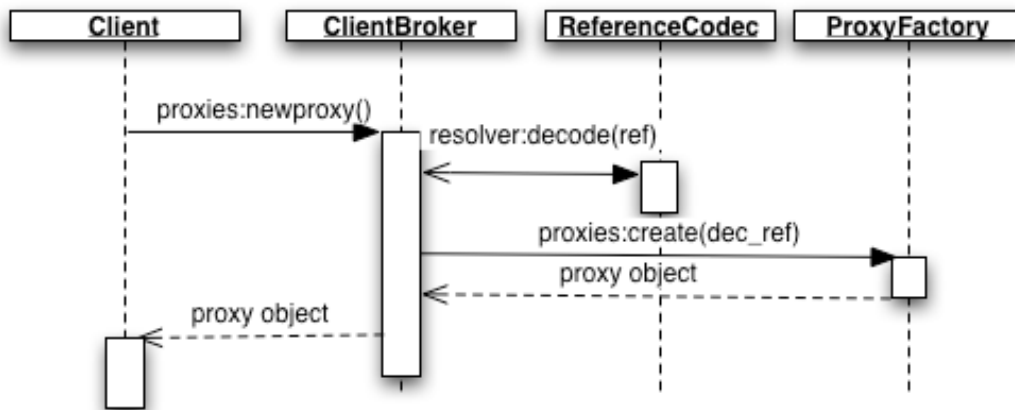 Client
ClientBroker
ReferenceCodec
ProxyFactory
proxies:newproxy()
resolver:decode(ref)
proxies:create(dec_ref)
proxy object
proxy object